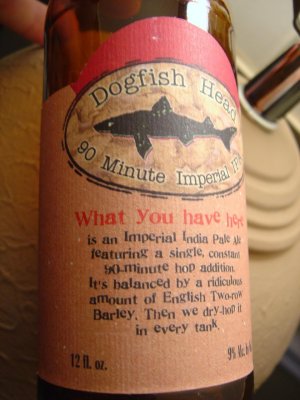 Dogfish Head
90 Minute Imperial IPA
What you have here
is an Imperial India Pale Ale
featuring a single, constant
90-minute hop addition.
It's balanced by a ridiculous
amount of English Two-row
Barley. Then we dry-hop it
in every tank.
12 fl. oz.
9% Alc.